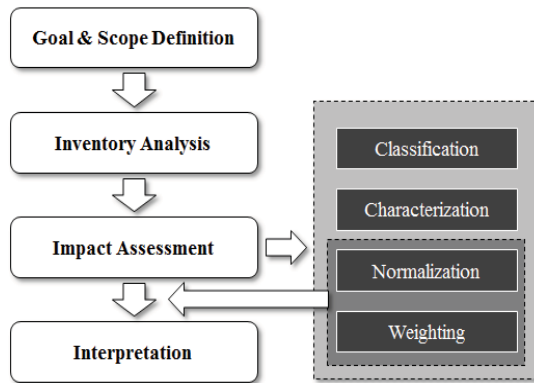 Goal & Scope Definition
Inventory Analysis
Impact Assessment
Interpretation
Classification
Characterization
Normalization
Weighting